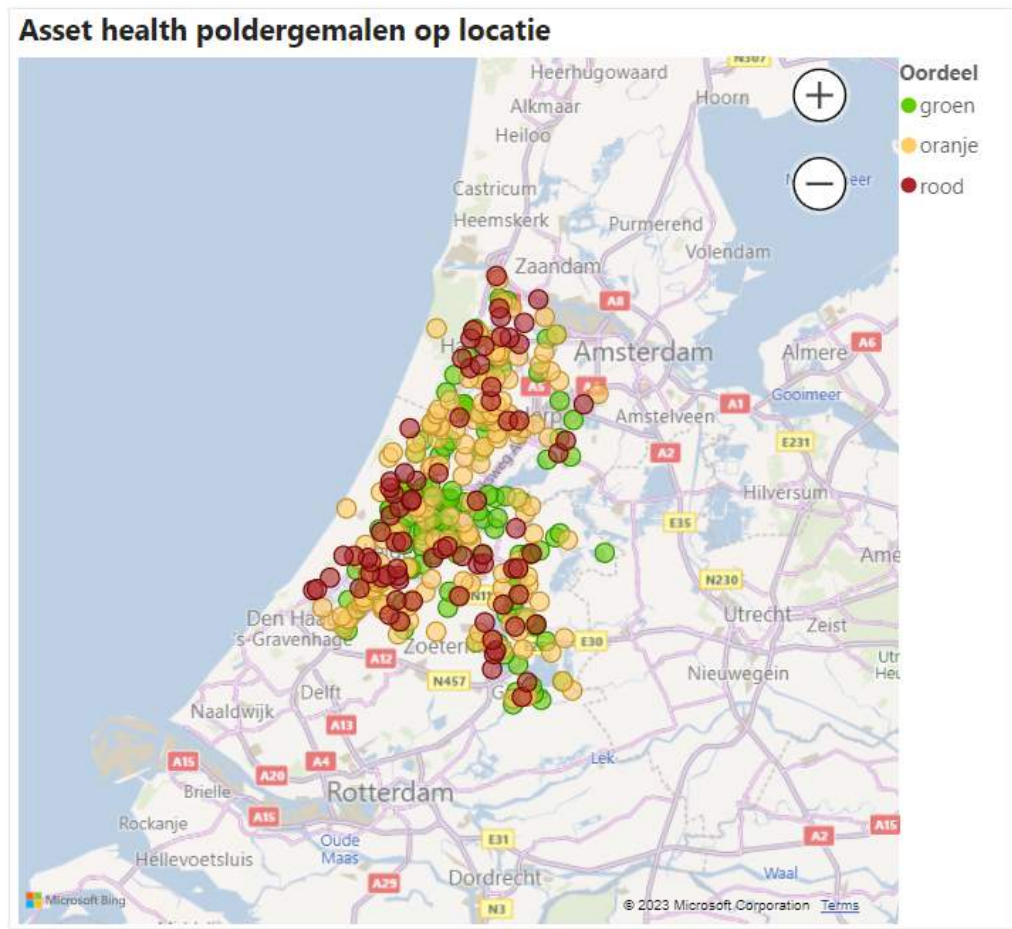 Asset health poldergemalen op locatie
Oordeel
groen
oranje
rood
N307
Heerhugowaard
Hoorn
Alkmaar
Heiloo
Castricum
Heemskerk
Purmerend
Volendam
Zaandam
A8
Amsterdam
Almere
A6
A5
Gooimeer
A1
Amstelveen
E231
A2
Hilversum
E35
N230
Utrecht
Zeist
Den Haag
's-Gravenhage
E30
A12
N457
Nieuwegein
Delft
Naaldwijk
A13
A15
A4
A20
Lek
Brielle
Rotterdam
A15
Rockanje
A2
A15
Oude
Maas
E31
Hellevoetsluis
Waal
A29
Dordrecht
N3
Microsoft Bing
© 2023 Microsoft Corporation
Terms